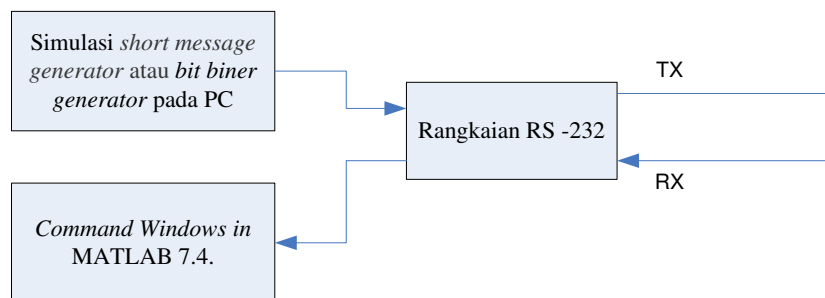 Simulasi short message
generator atau bit biner
generator pada PC
TX
Rangkaian RS -232
RX
Command Windows in
MATLAB 7.4.